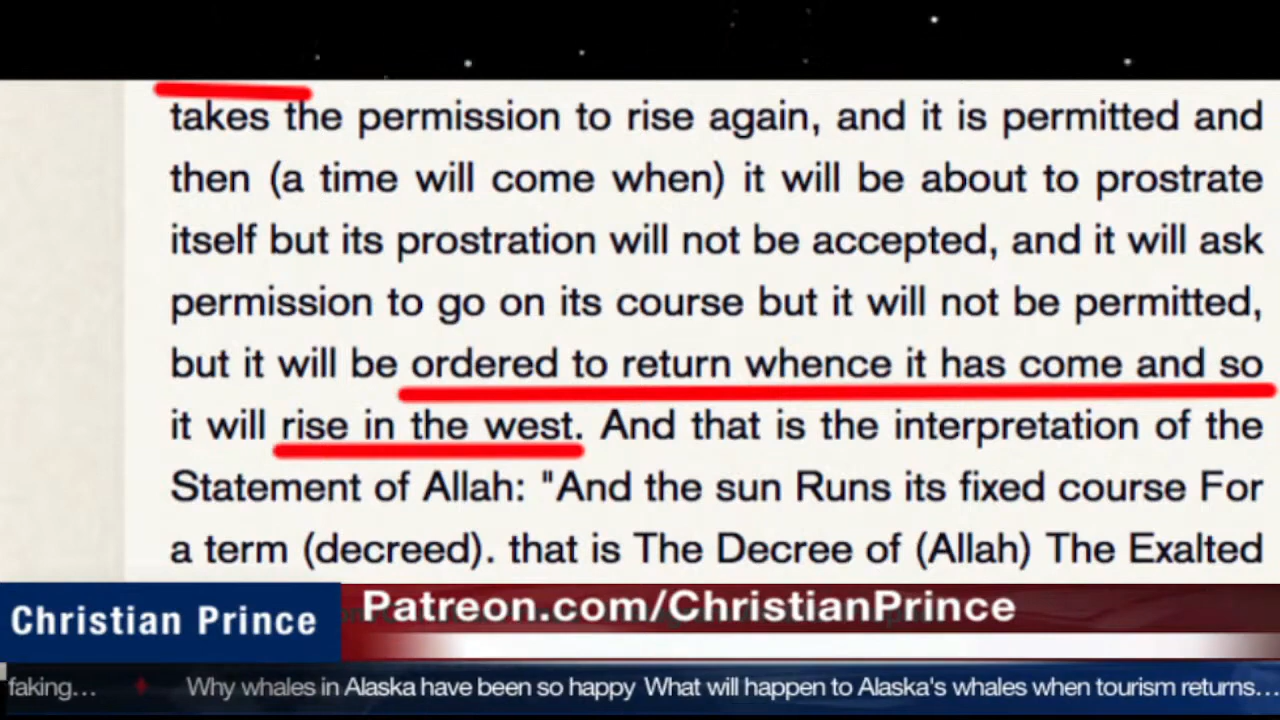 takes the permission to rise again, and it is permitted and
then (a time will come when) it will be about to prostrate
itself but its prostration will not be accepted, and it will ask
permission to go on its course but it will not be permitted,
but it will be ordered to return whence it has come and so
it will rise in the west. And that is the interpretation of the
Statement of Allah: "And the sun Runs its fixed course For
a term (decreed). that is The Decree of (Allah) The Exalted
Christian Prince
Patreon.com/ChristianPrince
faking... Why whales in Alaska have been so happy What will happen to Alaska's whales when tourism returns...